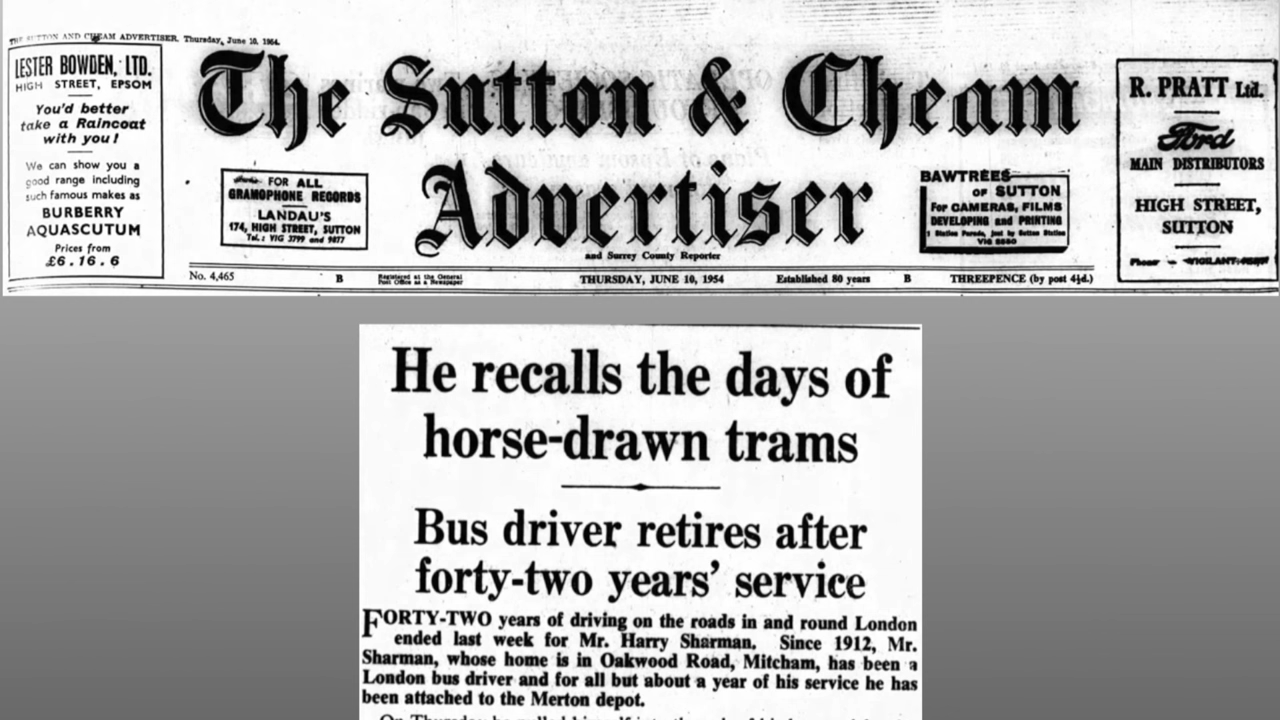 THE SUTTON AND CHEAM ADVERTISER. Thursday, June 10, 1954.
LESTER BOWDEN, LTD.
HIGH STREET, EPSOM
You'd better
take a Raincoat
with you!
We can show you a
good range including
such famous makes as
BURBERRY
AQUASCUTUM
Prices from
£6.16.6
The Sutton & Cheam
Advertiser
and Surrey County Reporter
FOR ALL
GRAMOPHONE RECORDS
LANDAU'S
174, HIGH STREET, SUTTON
Tel.: VIG 3799 and 9877
BAWTREES
OF SUTTON
For CAMERAS, FILMS
DEVELOPING and PRINTING
1 Station Parade, just by Sutton Station
VIG
R. PRATT Ltd.
Ford
MAIN DISTRIBUTORS
HIGH STREET,
SUTTON
No. 4,465 B Registered at the General
Post Office as a Newspaper
THURSDAY, JUNE 10, 1954 Established 80 years B THREEPENCE (by post 4½d.)
He recalls the days of
horse-drawn trams
Bus driver retires after
forty-two years' service
FORTY-TWO years of driving on the roads in and round London
ended last week for Mr. Harry Sharman. Since 1912, Mr.
Sharman, whose home is in Oakwood Road, Mitcham, has been a
London bus driver and for all but about a year of his service he has
been attached to the Merton depot.